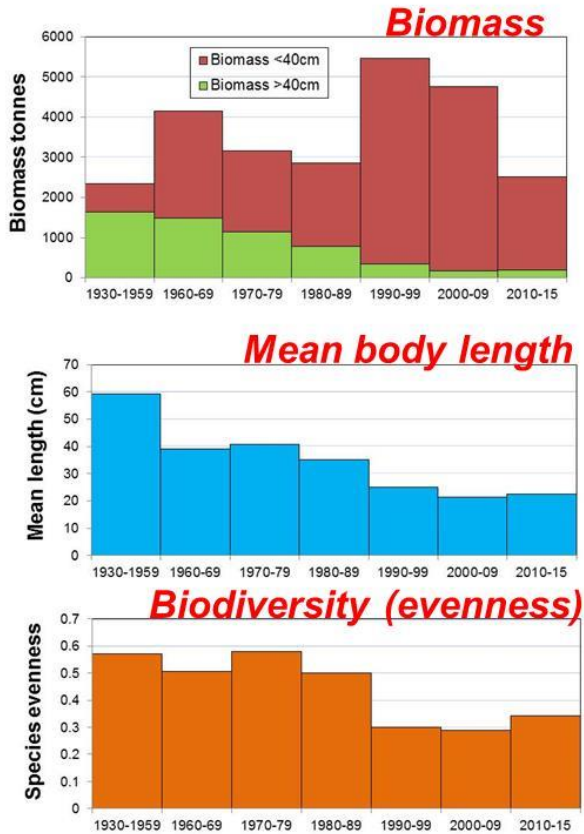 Biomass
Biomass tonnes
6000
5000
4000
3000
2000
1000
0
Biomass <40cm
Biomass >40cm
1930-1959 1960-69 1970-79 1980-89 1990-99 2000-09 2010-15
Mean body length
Mean length (cm)
70
60
50
40
30
20
10
0
1930-1959 1960-69 1970-79 1980-89 1990-99 2000-09 2010-15
Biodiversity (evenness)
Species evenness
0.7
0.6
0.5
0.4
0.3
0.2
0.1
0
1930-1959 1960-69 1970-79 1980-89 1990-99 2000-09 2010-15